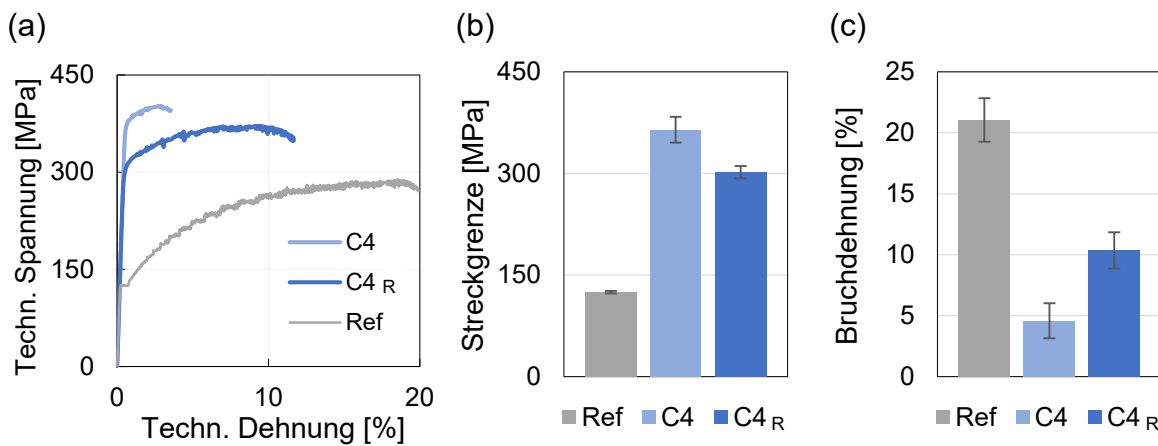 (a)
Techn. Spannung [MPa]
450
300
150
0
0 10 20
Techn. Dehnung [%]
C4
C4 R
Ref
(b)
Streckgrenze [MPa]
450
300
150
0
Ref C4 C4 R
(c)
Bruchdehnung [%]
25
20
15
10
5
0
Ref C4 C4 R